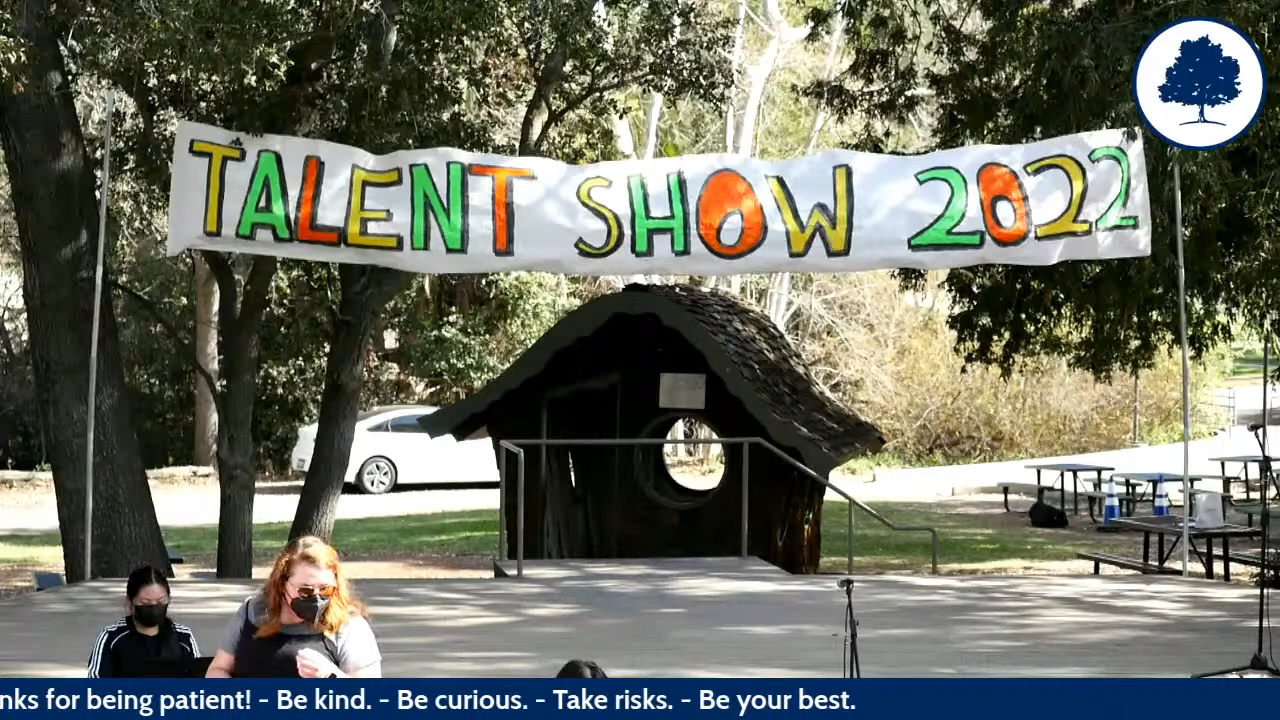 TALENT SHOW 2022
nks for being patient! - Be kind. - Be curious. - Take risks. - Be your best.